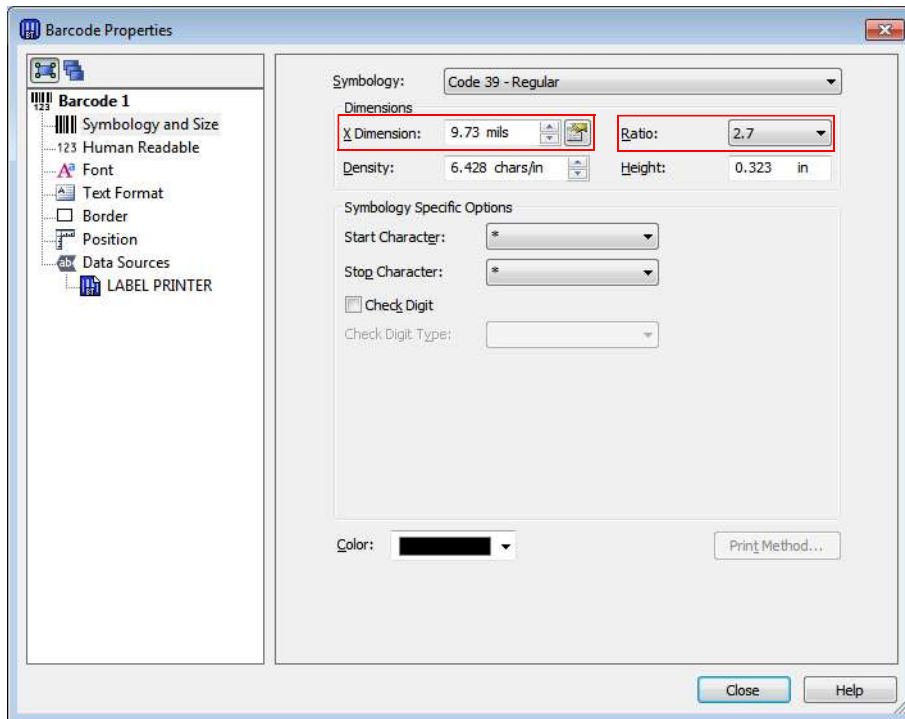 Barcode Properties
Barcode 1
Symbology and Size
123 Human Readable
Font
Text Format
Border
Position
Data Sources
LABEL PRINTER
Symbology: Code 39 - Regular
Dimensions
X Dimension: 9.73 mils Ratio: 2.7
Density: 6.428 chars/in Height: 0.323 in
Symbology Specific Options
Start Character: *
Stop Character: *
Check Digit
Check Digit Type:
Color: Print Method...
Close Help